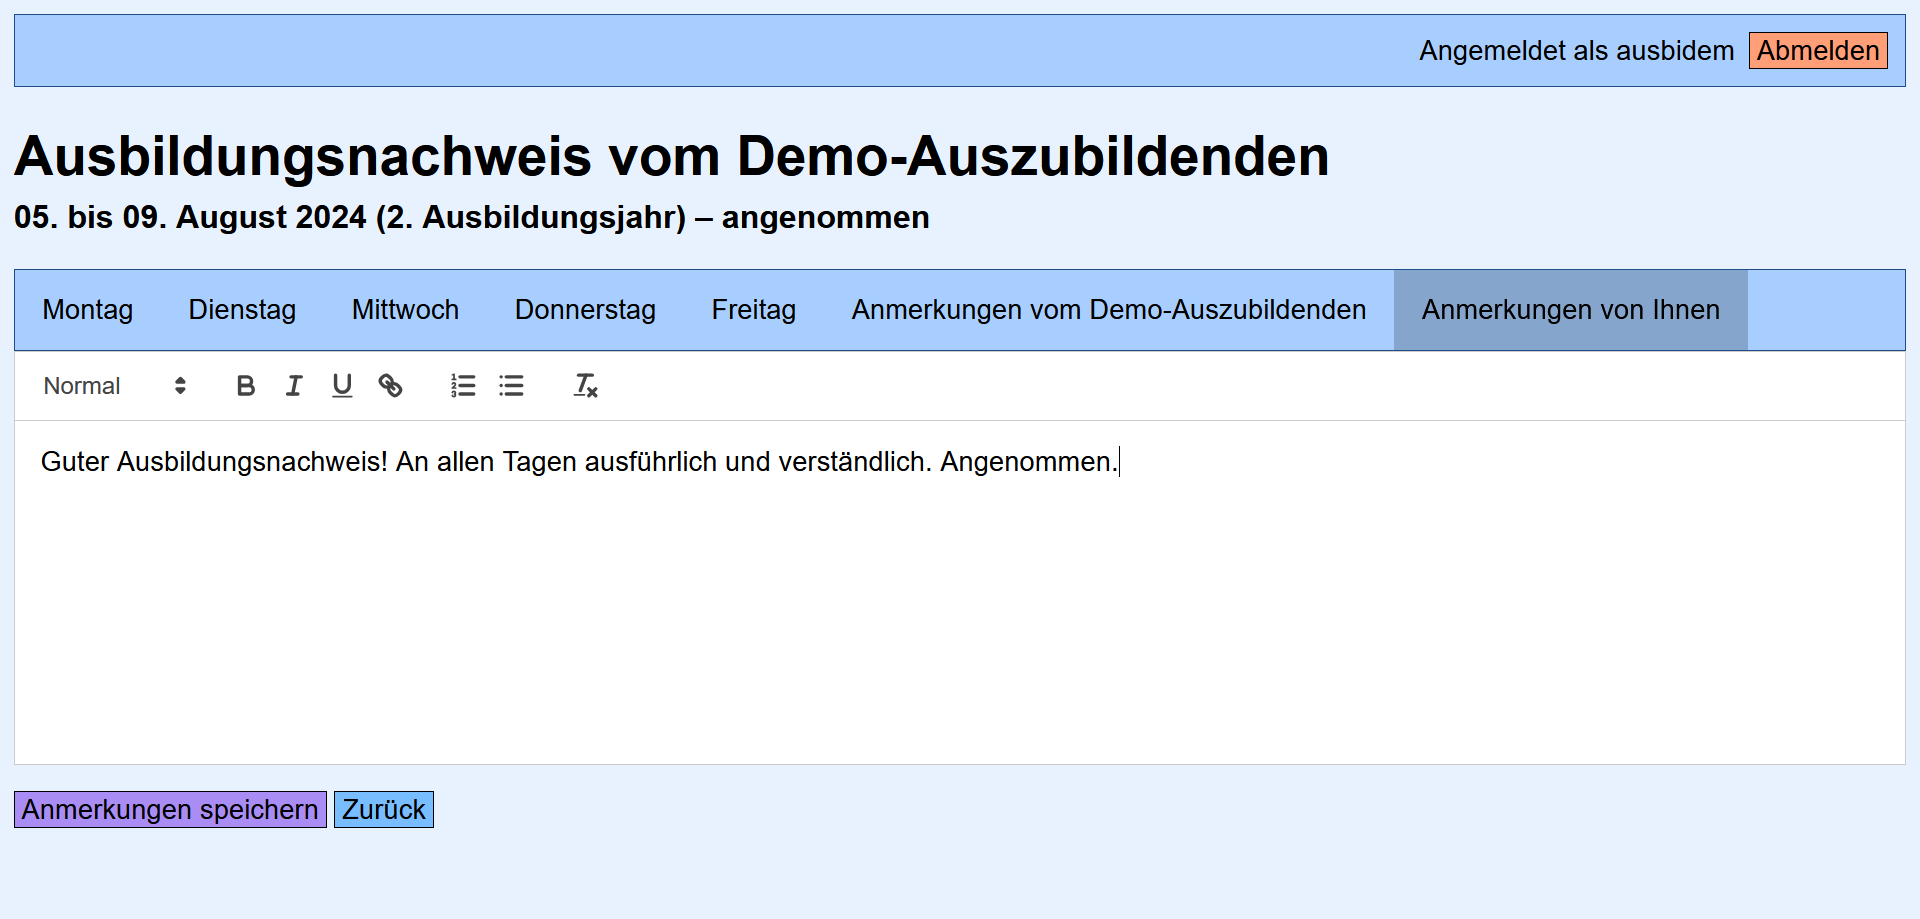 Angemeldet als ausbidem Abmelden
Ausbildungsnachweis vom Demo-Auszubildenden
05. bis 09. August 2024 (2. Ausbildungsjahr) – angenommen
Montag Dienstag Mittwoch Donnerstag Freitag Anmerkungen vom Demo-Auszubildenden Anmerkungen von Ihnen
Normal
Guter Ausbildungsnachweis! An allen Tagen ausführlich und verständlich. Angenommen.
Anmerkungen speichern Zurück